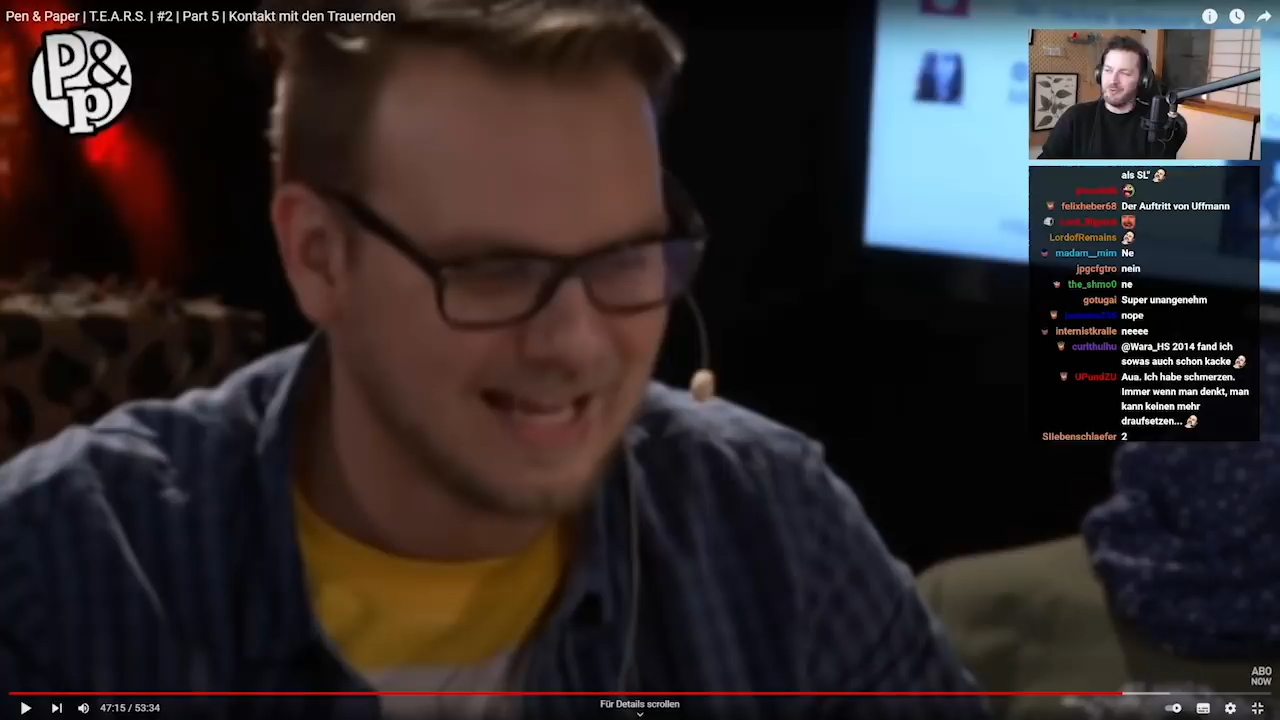 Pen & Paper | T.E.A.R.S. | #2 | Part 5 | Kontakt mit den Trauernden
P&P
als SL"
felixheber68 Der Auftritt von Uffmann
LordofRemains
madam__mim Ne
jpgcfgtro nein
the_shmo0 ne
gotugai Super unangenehm
nope
internistkralle neeee
curlthulhu @Wara_HS 2014 fand ich
sowas auch schon kacke
UPundZU Aua. Ich habe schmerzen.
Immer wenn man denkt, man
kann keinen mehr
draufsetzen...
Sliebenschlaefer 2
ABO
NOW
Für Details scrollen
47:15 / 53:34